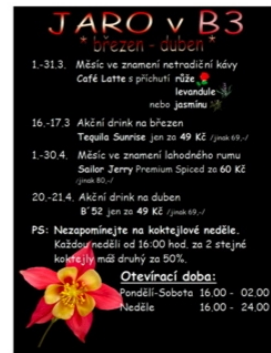 JARO v B3
* březen - duben *
1.-31,3. Měsíc ve znamení netradiční kávy
Café Latte s příchutí růže
levandule
nebo jasmínu
16.-17,3 Akční drink na březen
Tequila Sunrise jen za 49 Kč /jinak 69,-/
1.-30,4. Měsíc ve znamení lahodného rumu
Sailor Jerry Premium Spiced za 60 Kč
/jinak 80,-/
20.-21,4. Akční drink na duben
B´52 jen za 49 Kč /jinak 69,-/
PS: Nezapomínejte na koktejlové neděle.
Každou neděli od 16:00 hod. za 2 stejné
koktejly máš druhý za 50%.
Otevírací doba:
Pondělí-Sobota 16,00 - 02,00
Neděle 16,00 - 24,00